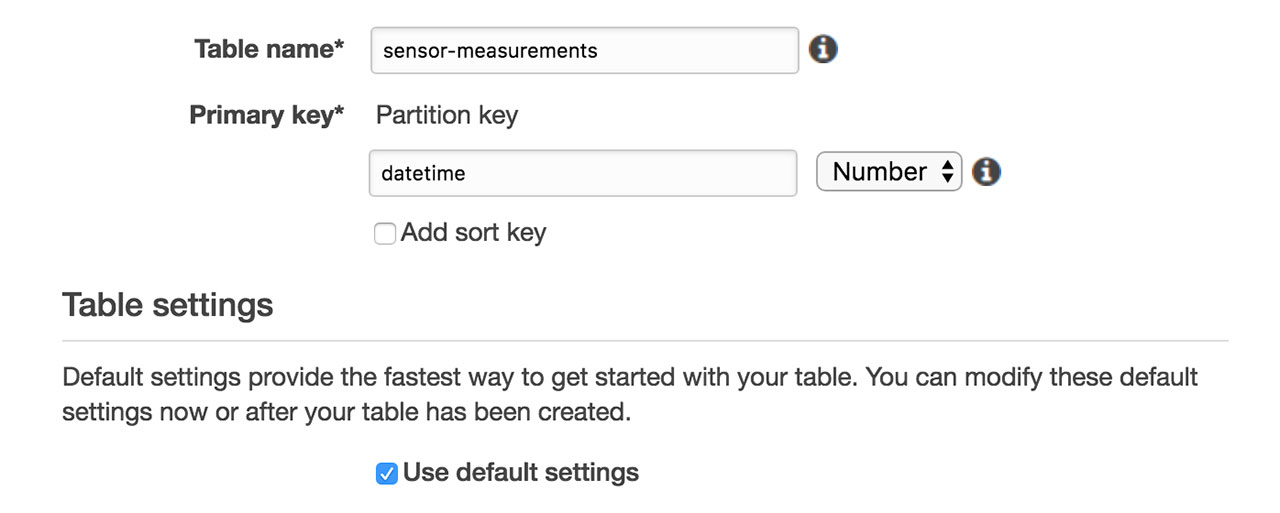 Table name* sensor-measurements
Primary key* Partition key
datetime Number
Add sort key
Table settings
Default settings provide the fastest way to get started with your table. You can modify these default
settings now or after your table has been created.
Use default settings